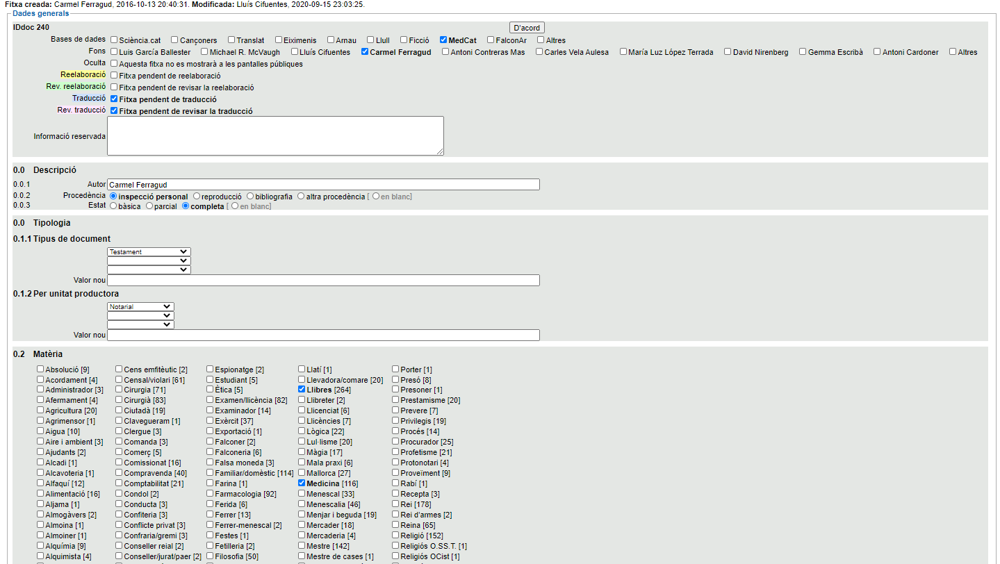 Fitxa creada: Carmel Ferragud, 2016-10-13 20:40:31. Modificada: Lluís Cifuentes, 2020-09-15 23:03:25.
Dades generals
IDdoc 240 D'acord
Bases de dades Sciència.cat Cançoners Translat Eiximenis Arnau Llull Ficció MedCat FalconAr Altres
Fons Luis García Ballester Michael R. McVaugh Lluís Cifuentes Carmel Ferragud Antoni Contreras Mas Carles Vela Aulesa María Luz López Terrada David Nirenberg Gemma Escribà Antoni Cardoner Altres
Oculta Aquesta fitxa no es mostrarà a les pantalles públiques
Reelaboració Fitxa pendent de reelaboració
Rev. reelaboració Fitxa pendent de revisar la reelaboració
Traducció Fitxa pendent de traducció
Rev. traducció Fitxa pendent de revisar la traducció
Informació reservada
0.0 Descripció
0.0.1 Autor Carmel Ferragud
0.0.2 Procedència inspecció personal reproducció bibliografia altra procedència [ en blanc]
0.0.3 Estat bàsica parcial completa [ en blanc]
0.0 Tipologia
0.1.1 Tipus de document
Testament
Valor nou
0.1.2 Per unitat productora
Notarial
Valor nou
0.2 Matèria
Absolució [9] Cens emfitèutic [2] Espionatge [2] Llatí [1] Porter [1]
Acordament [4] Censal/violari [61] Estudiant [5] Llevadora/comare [20] Presó [8]
Administrador [3] Cirurgia [71] Ètica [5] Llibres [264] Presoner [1]
Afermament [4] Cirurgià [83] Examen/llicència [82] Llibreter [2] Prestamisme [20]
Agricultura [20] Ciutadà [19] Examinador [14] Llicenciat [6] Prevere [7]
Agrimensor [1] Clavegueram [1] Exèrcit [37] Llicències [7] Privilegis [19]
Aigua [10] Clergue [3] Exportació [1] Lògica [22] Procés [14]
Aire i ambient [3] Comanda [3] Falconer [2] Lul·lisme [20] Procurador [25]
Ajudants [2] Comerç [5] Falconeria [6] Màgia [17] Profetisme [21]
Alcadi [1] Comissionat [16] Falsa moneda [3] Mala praxi [6] Protonotari [4]
Alcavoteria [1] Compravenda [40] Familiar/domèstic [114] Mallorca [27] Proveïment [9]
Alfaquí [12] Comptabilitat [21] Farina [1] Medicina [116] Rabí [1]
Alimentació [16] Condol [2] Farmacologia [92] Menescal [33] Recepta [3]
Aljama [1] Conducta [3] Ferida [6] Menescalia [46] Rei [178]
Almogàvers [2] Confiteria [3] Ferrer [13] Menjar i beguda [19] Rei d'armes [2]
Almoina [1] Conflicte privat [3] Ferrer-menescal [2] Mercader [18] Reina [65]
Almoiner [1] Confraria/gremi [3] Festes [1] Mercaderia [4] Religió [152]
Alquímia [9] Conseller reial [2] Fetilleria [2] Mestre [142] Religiós O.SS.T. [1]
Alquimista [4] Conseller/jurat/paer [2] Filosofia [50] Mestre de cases [1] Religiós OCist [1]